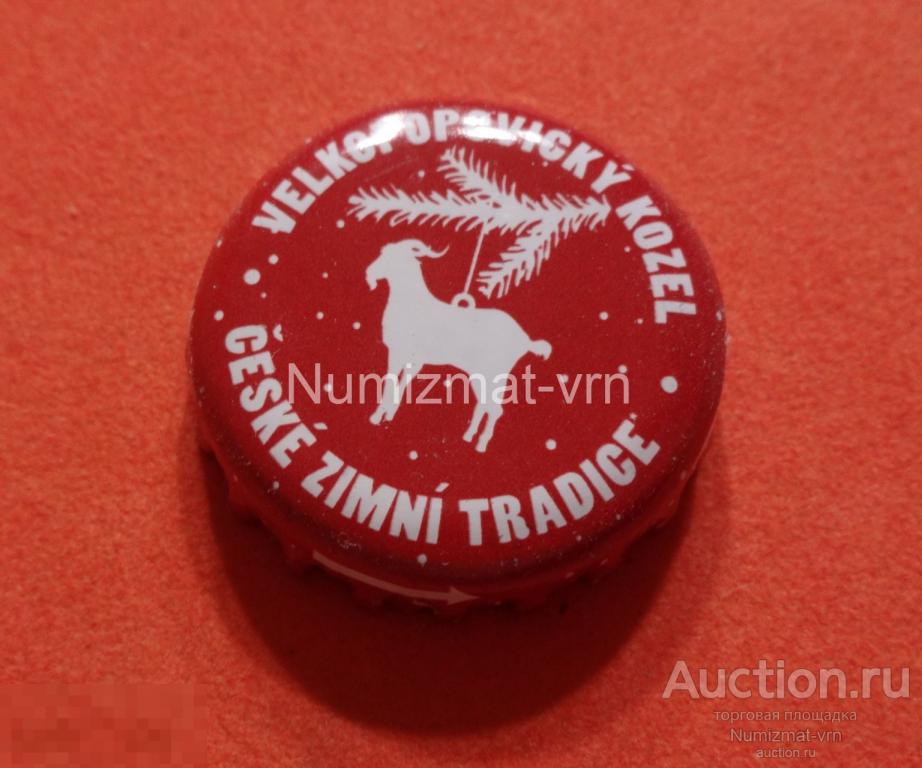 VELKOPOPOVICKÝ KOZEL
ČESKÉ ZIMNÍ TRADICE
Numizmat-vrn
Auction.ru
торговая площадка
Numizmat-vrn
auction.ru